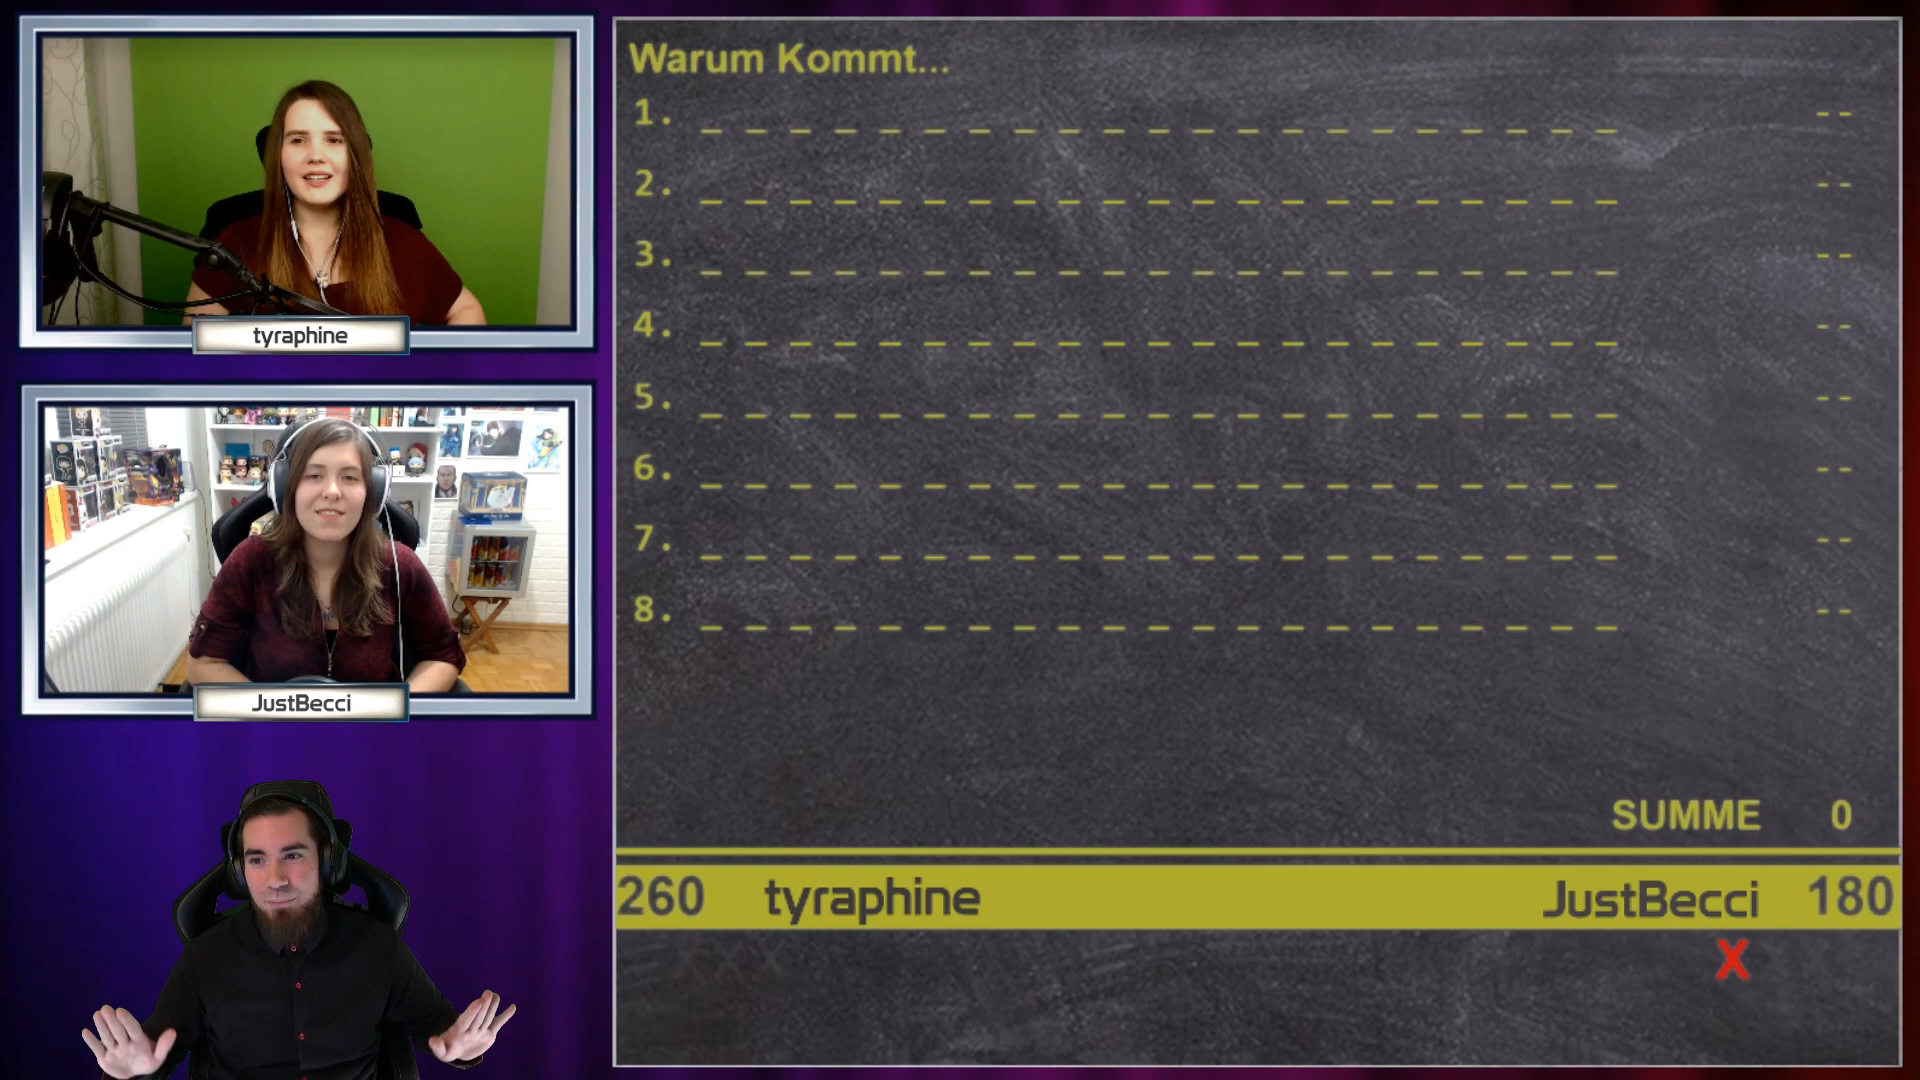 tyraphine
JustBecci
Warum Kommt...
1. _ _ _ _ _ _ _ _ _ _ _ _ _ _ _ _ _ _ _ _ _ --
2. _ _ _ _ _ _ _ _ _ _ _ _ _ _ _ _ _ _ _ _ _ --
3. _ _ _ _ _ _ _ _ _ _ _ _ _ _ _ _ _ _ _ _ _ --
4. _ _ _ _ _ _ _ _ _ _ _ _ _ _ _ _ _ _ _ _ _ --
5. _ _ _ _ _ _ _ _ _ _ _ _ _ _ _ _ _ _ _ _ _ --
6. _ _ _ _ _ _ _ _ _ _ _ _ _ _ _ _ _ _ _ _ _ --
7. _ _ _ _ _ _ _ _ _ _ _ _ _ _ _ _ _ _ _ _ _ --
8. _ _ _ _ _ _ _ _ _ _ _ _ _ _ _ _ _ _ _ _ _ --
SUMME 0
260 tyraphine JustBecci 180
X